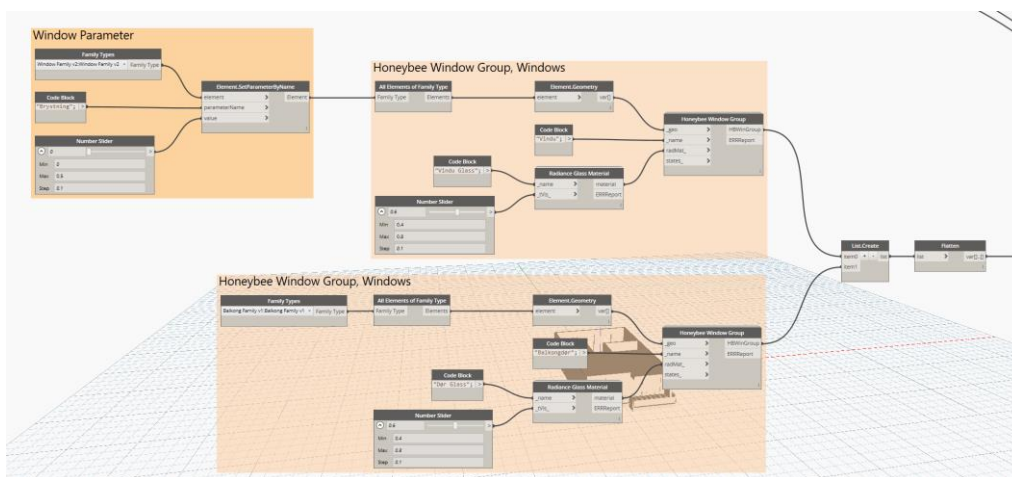 Window Parameter
Family Types
Window Family v2:Window Family v2 Family Type
Code Block
"Brystning"; >
Number Slider
0 >
Min 0
Max 0.6
Step 0.1
Element.SetParameterByName
element > Element
parameterName >
value >
Honeybee Window Group, Windows
All Elements of Family Type
Family Type Elements
Element.Geometry
element > var[]
Code Block
"Vindu"; >
Code Block
"Vindu Glass"; >
Number Slider
0.6 >
Min 0.4
Max 0.8
Step 0.1
Radiance Glass Material
_name > material
_tVis_ > ERRReport
Honeybee Window Group
_geo > HBWinGroup
_name > ERRReport
radMat_ >
states_ >
List.Create
item0 + - list
item1
Flatten
list > var[]..[]
Honeybee Window Group, Windows
Family Types
Balkong Family v1:Balkong Family v1 Family Type
All Elements of Family Type
Family Type Elements
Element.Geometry
element > var[]
Code Block
"Balkongdør"; >
Code Block
"Dør Glass"; >
Number Slider
0.6 >
Min 0.4
Max 0.8
Step 0.1
Radiance Glass Material
_name > material
_tVis_ > ERRReport
Honeybee Window Group
_geo > HBWinGroup
_name > ERRReport
radMat_ >
states_ >